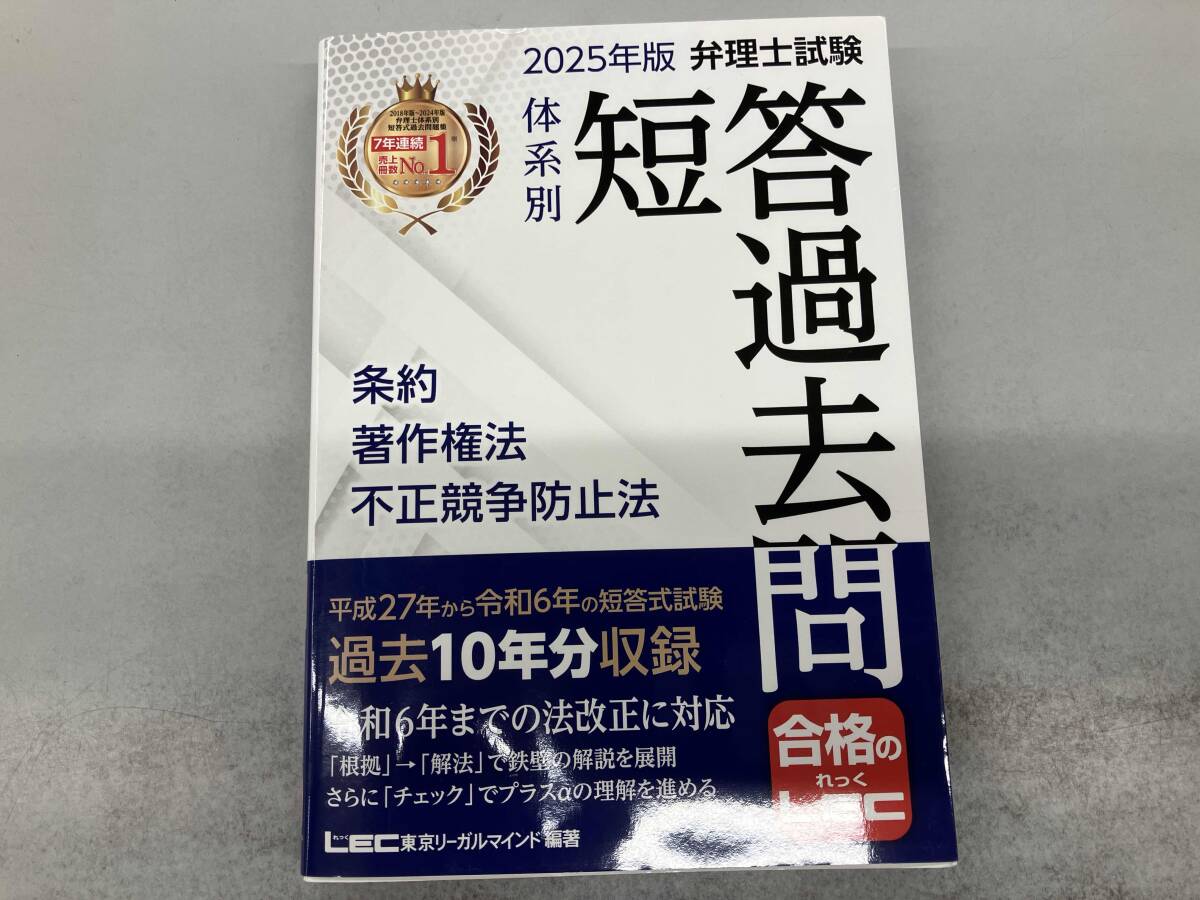 2025年版 弁理士試験
体系別
短答過去問
2018年版~2024年版
弁理士体系別
短答式過去問題集
7年連続
売上
冊数 No.1
※
条約
著作権法
不正競争防止法
平成27年から令和6年の短答式試験
過去10年分収録
和6年までの法改正に対応
「根拠」→「解法」で鉄壁の解説を展開
さらに「チェック」でプラスαの理解を進める
合格の
れっく
LEC
れっく
LEC東京リーガルマインド 編著